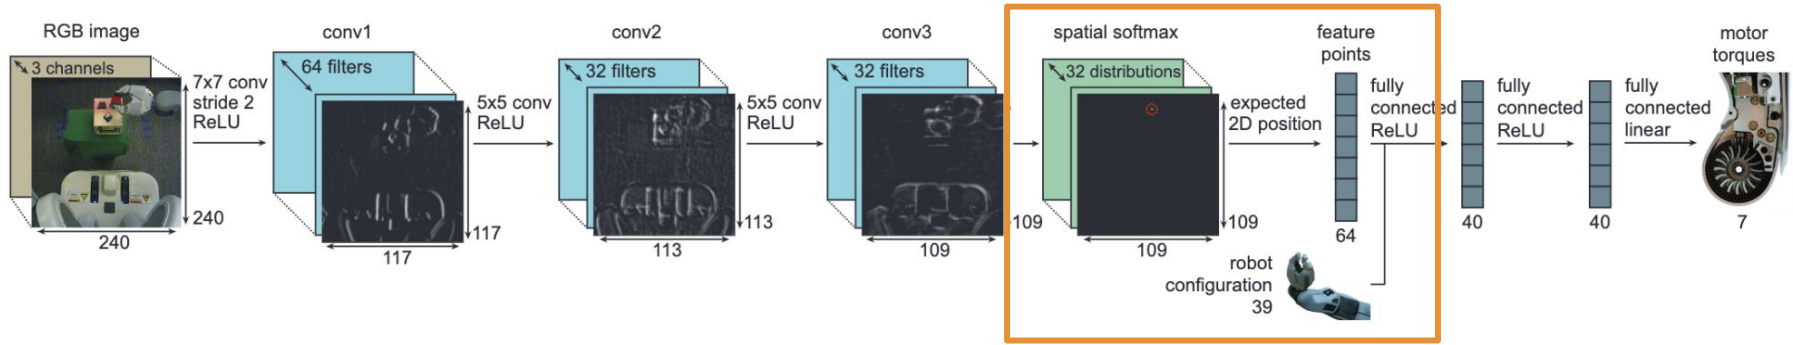 RGB image
3 channels
240
240
7x7 conv
stride 2
ReLU
conv1
64 filters
117
117
5x5 conv
ReLU
conv2
32 filters
113
113
5x5 conv
ReLU
conv3
32 filters
109
109
spatial softmax
32 distributions
109
109
expected
2D position
feature
points
64
robot
configuration
39
fully
connected
ReLU
40
fully
connected
ReLU
40
fully
connected
linear
motor
torques
7